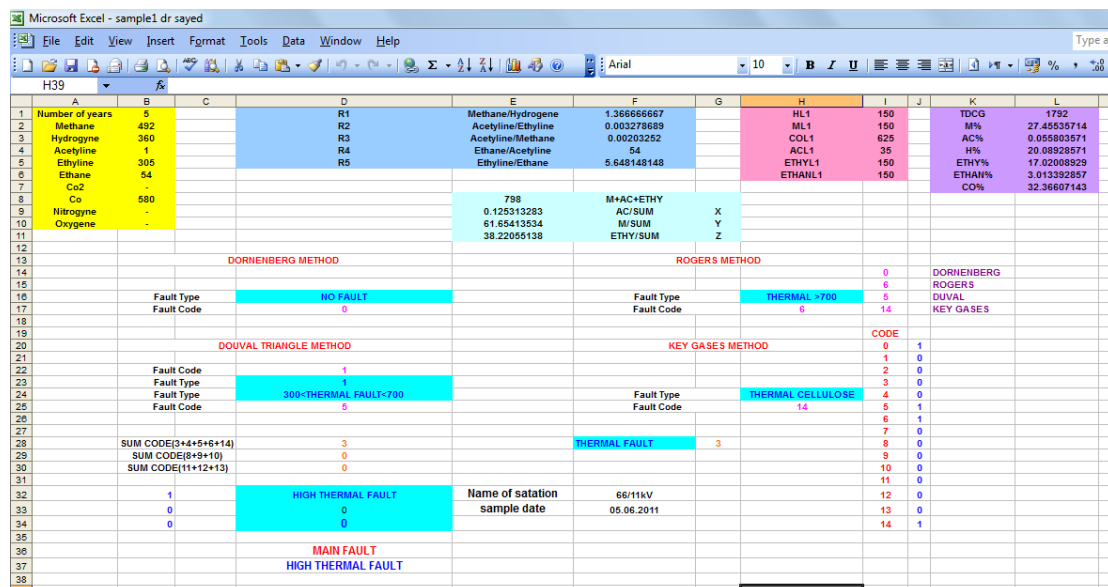 Microsoft Excel - sample1 dr sayed
File Edit View Insert Format Tools Data Window Help Type a
Arial 10 B I U
H39 fx
A B C D E F G H I J K L
1 Number of years 5 R1 Methane/Hydrogene 1.366666667 HL1 150 TDCG 1792
2 Methane 492 R2 Acetyline/Ethyline 0.003278689 ML1 150 M% 27.45535714
3 Hydrogyne 360 R3 Acetyline/Methane 0.00203252 COL1 625 AC% 0.055803571
4 Acetyline 1 R4 Ethane/Acetyline 54 ACL1 35 H% 20.08928571
5 Ethyline 305 R5 Ethyline/Ethane 5.648148148 ETHYL1 150 ETHY% 17.02008929
6 Ethane 54 ETHANL1 150 ETHAN% 3.013392857
7 Co2 - CO% 32.36607143
8 Co 580 798 M+AC+ETHY
9 Nitrogyne - 0.125313283 AC/SUM X
10 Oxygene - 61.65413534 M/SUM Y
11 38.22055138 ETHY/SUM Z
12
13 DORNENBERG METHOD ROGERS METHOD
14 0 DORNENBERG
15 6 ROGERS
16 Fault Type NO FAULT Fault Type THERMAL >700 5 DUVAL
17 Fault Code 0 Fault Code 6 14 KEY GASES
18
19 CODE
20 DOUVAL TRIANGLE METHOD KEY GASES METHOD 0 1
21 1 0
22 Fault Code 1 2 0
23 Fault Type 1 3 0
24 Fault Type 300<THERMAL FAULT<700 Fault Type THERMAL CELLULOSE 4 0
25 Fault Code 5 Fault Code 14 5 1
26 6 1
27 7 0
28 SUM CODE(3+4+5+6+14) 3 THERMAL FAULT 3 8 0
29 SUM CODE(8+9+10) 0 9 0
30 SUM CODE(11+12+13) 0 10 0
31 11 0
32 1 HIGH THERMAL FAULT Name of satation 66/11kV 12 0
33 0 0 sample date 05.06.2011 13 0
34 0 0 14 1
35
36 MAIN FAULT
37 HIGH THERMAL FAULT
38